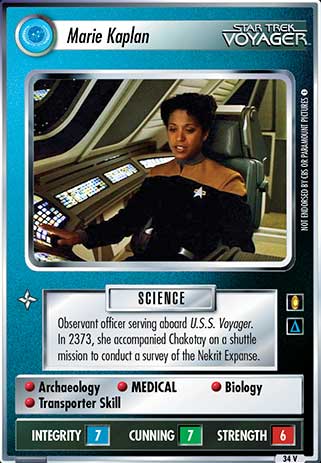 Marie Kaplan
STAR TREK
VOYAGER
NOT ENDORSED BY CBS OR PARAMOUNT PICTURES
SCIENCE
Observant officer serving aboard U.S.S. Voyager.
In 2373, she accompanied Chakotay on a shuttle
mission to conduct a survey of the Nekrit Expanse.
Archaeology MEDICAL Biology
Transporter Skill
INTEGRITY 7 CUNNING 7 STRENGTH 6
34 V